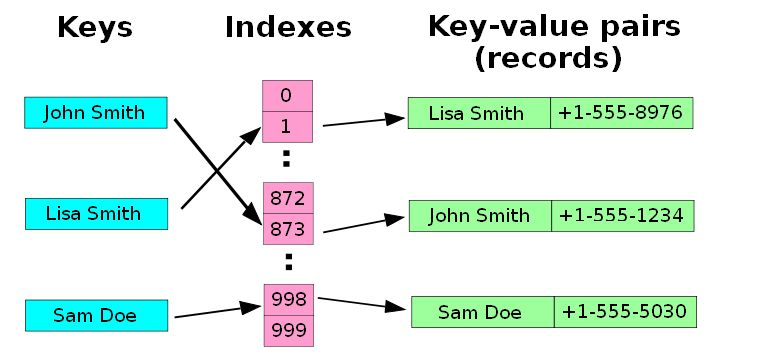 Keys
Indexes
Key-value pairs
(records)
John Smith
Lisa Smith
Sam Doe
0
1
:
872
873
:
998
999
Lisa Smith +1-555-8976
John Smith +1-555-1234
Sam Doe +1-555-5030